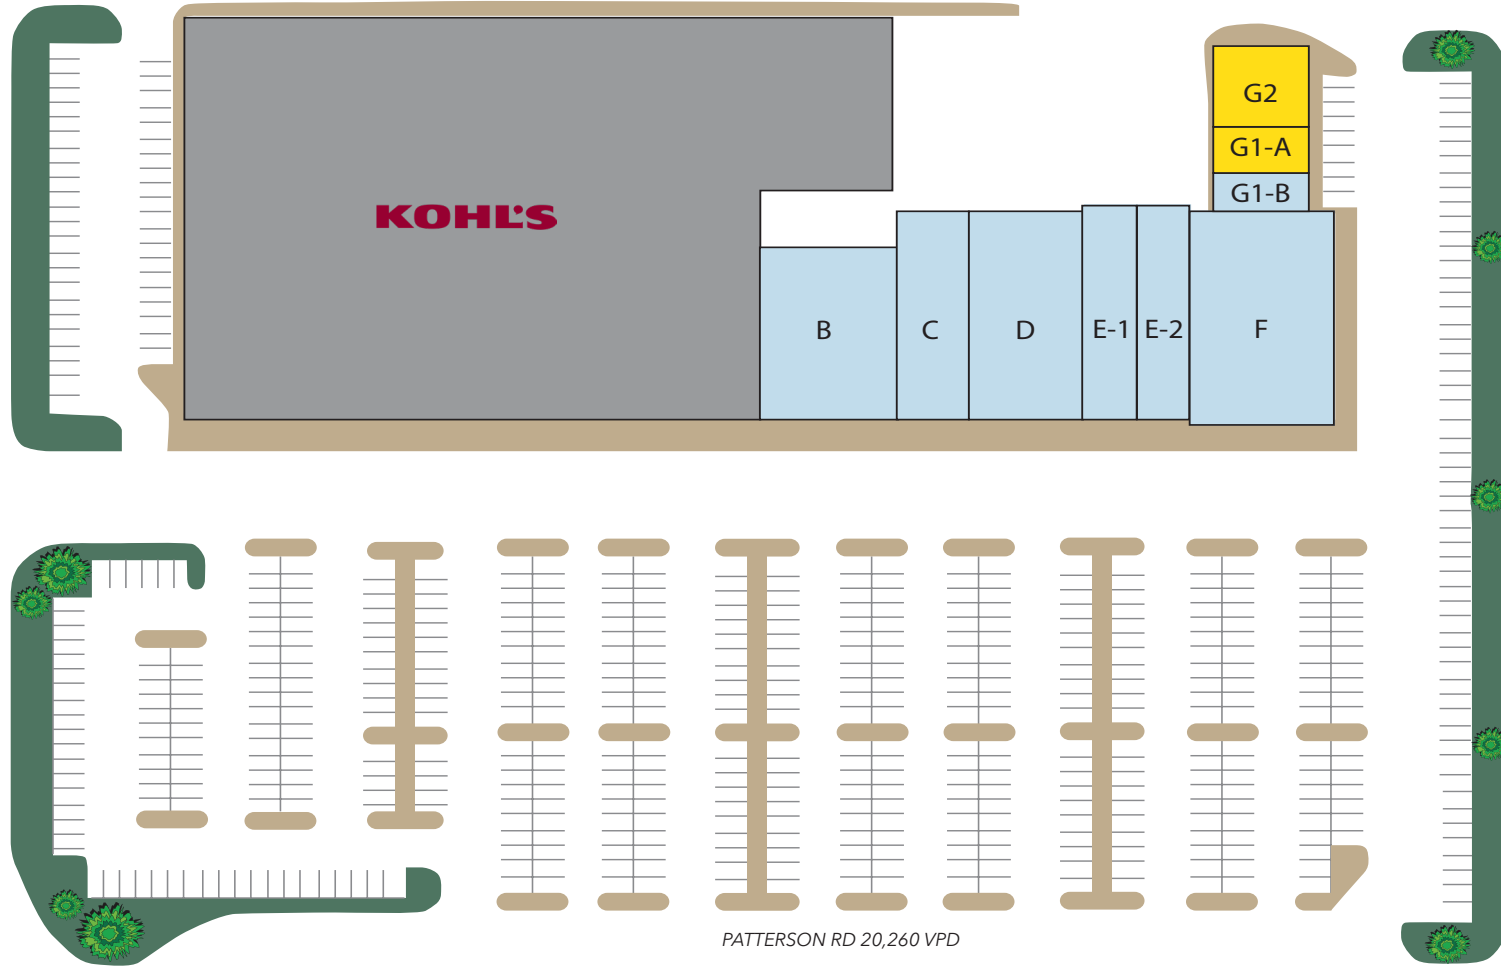 G2
G1-A
G1-B
KOHL'S
B
C
D
E-1
E-2
F
PATTERSON RD 20,260 VPD